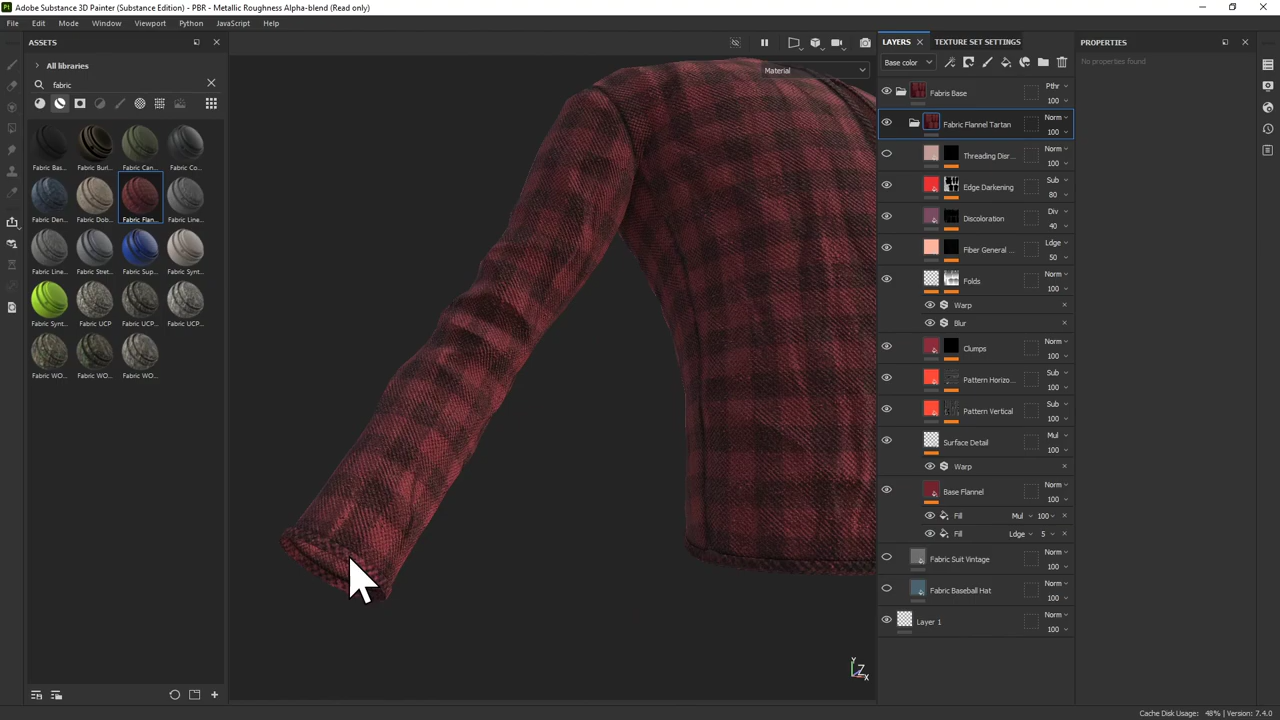 Adobe Substance 3D Painter (Substance Edition) - PBR - Metallic Roughness Alpha-blend (Read only)
File Edit Mode Window Viewport Python JavaScript Help
ASSETS
All libraries
fabric
Fabric Bas... Fabric Burl... Fabric Can... Fabric Co...
Fabric Den... Fabric Dob... Fabric Flan... Fabric Line...
Fabric Line... Fabric Stret... Fabric Sup... Fabric Synt...
Fabric Synt... Fabric UCP Fabric UCP... Fabric UCP...
Fabric WO... Fabric WO... Fabric WO...
Material
Y
Z
X
LAYERS TEXTURE SET SETTINGS
Base color
Fabris Base Pthr 100
Fabric Flannel Tartan Norm 100
Threading Disr... Norm 100
Edge Darkening Sub 80
Discoloration Div 40
Fiber General ... Ldge 50
Folds Norm 100
Warp
Blur
Clumps Norm 100
Pattern Horizo... Sub 100
Pattern Vertical Sub 100
Surface Detail Mul 100
Warp
Base Flannel Norm 100
Fill Mul 100
Fill Ldge 5
Fabric Suit Vintage Norm 100
Fabric Baseball Hat Norm 100
Layer 1 Norm 100
PROPERTIES
No properties found
Cache Disk Usage: 48% | Version: 7.4.0